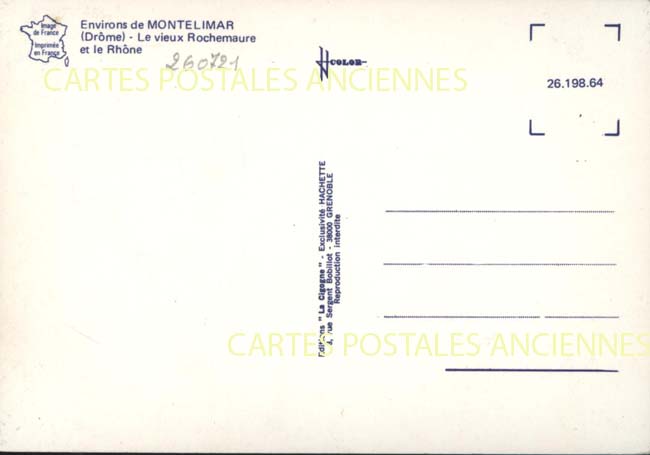 Image
de France
Imprimée
en France
Environs de MONTELIMAR
(Drôme) - Le vieux Rochemaure
et le Rhône
260721
HCOLOR
CARTES POSTALES ANCIENNES
26.198.64
Editions " La Cigogne " - Exclusivité HACHETTE
rue Sergent Bobillot - 38000 GRENOBLE
Reproduction interdite
CARTES POSTALES ANCIENNES